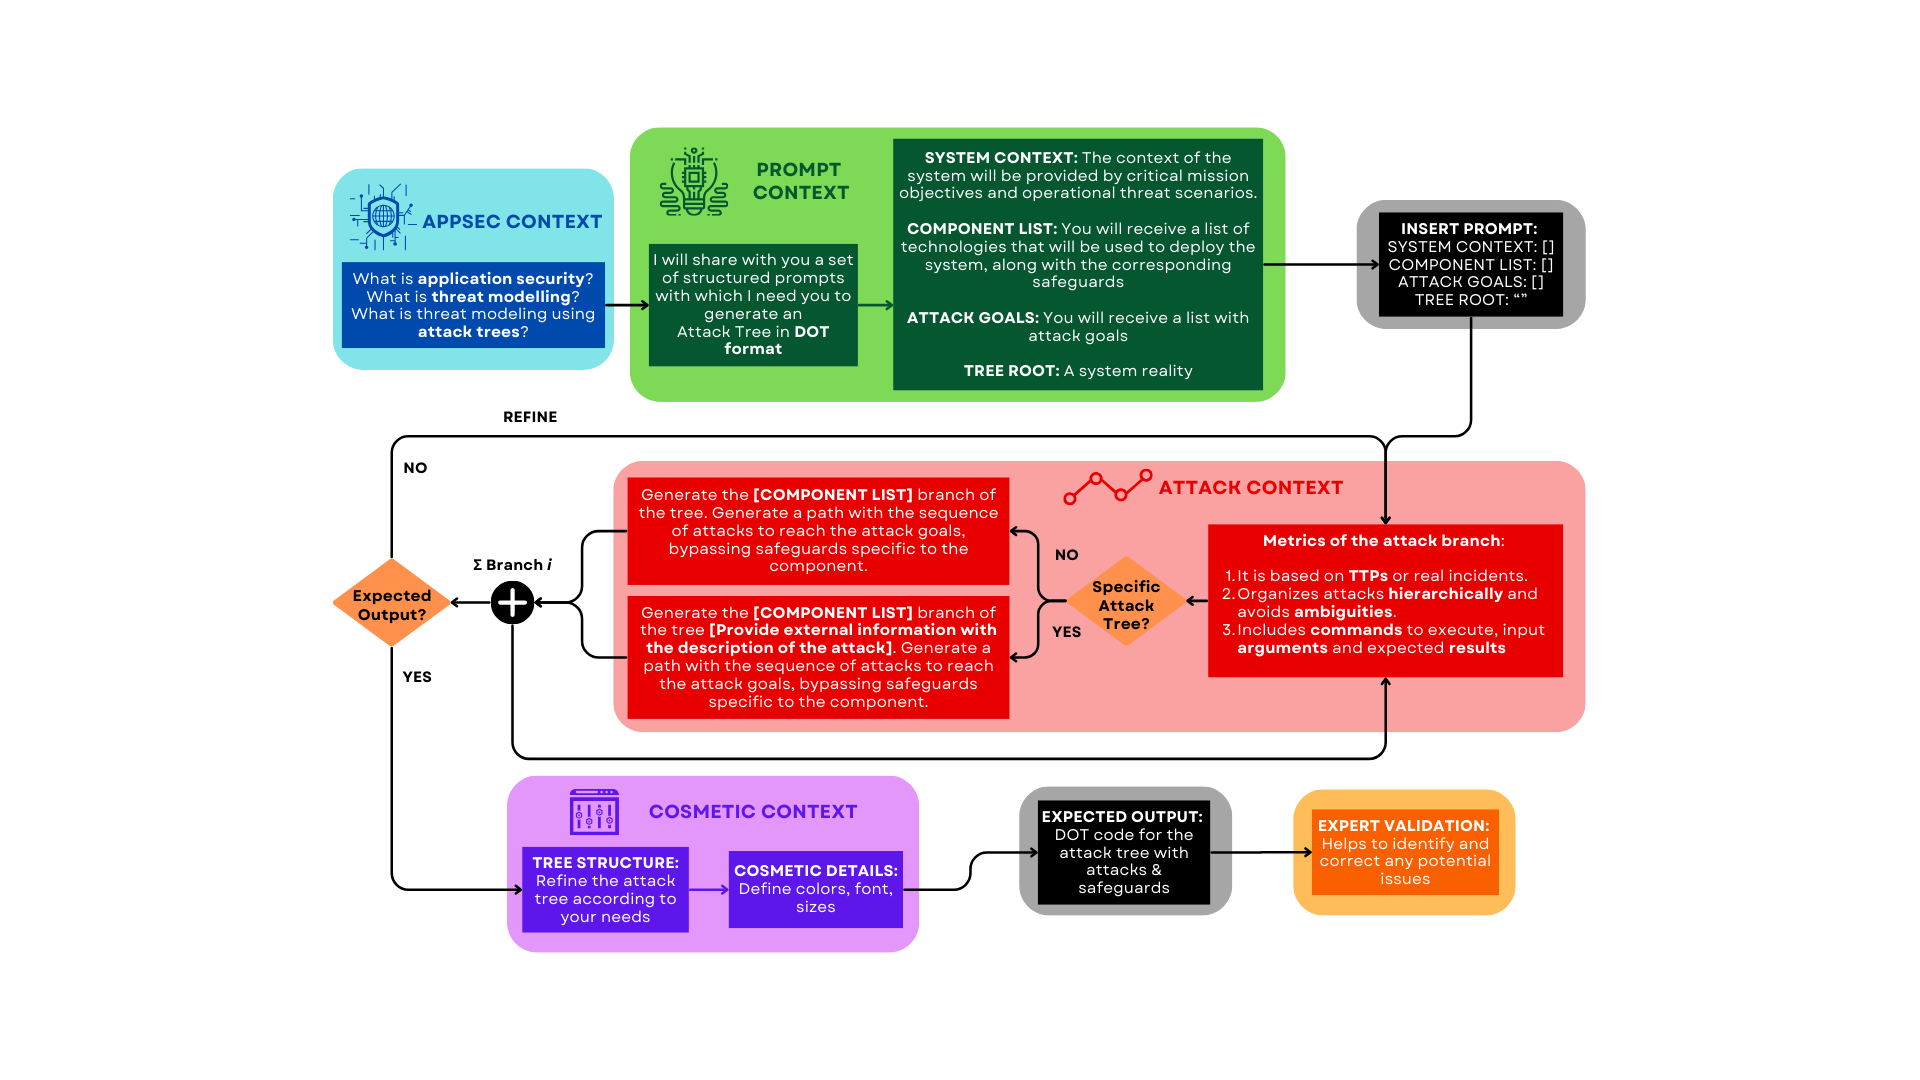 APPSEC CONTEXT
What is application security?
What is threat modelling?
What is threat modeling using
attack trees?
PROMPT
CONTEXT
I will share with you a set
of structured prompts
with which I need you to
generate an
Attack Tree in DOT
format
SYSTEM CONTEXT: The context of the
system will be provided by critical mission
objectives and operational threat scenarios.
COMPONENT LIST: You will receive a list of
technologies that will be used to deploy the
system, along with the corresponding
safeguards
ATTACK GOALS: You will receive a list with
attack goals
TREE ROOT: A system reality
INSERT PROMPT:
SYSTEM CONTEXT: []
COMPONENT LIST: []
ATTACK GOALS: []
TREE ROOT: “”
REFINE
NO
ATTACK CONTEXT
Metrics of the attack branch:
1. It is based on TTPs or real incidents.
2. Organizes attacks hierarchically and
avoids ambiguities.
3. Includes commands to execute, input
arguments and expected results
Specific
Attack
Tree?
NO
YES
Generate the [COMPONENT LIST] branch of
the tree. Generate a path with the sequence
of attacks to reach the attack goals,
bypassing safeguards specific to the
component.
Generate the [COMPONENT LIST] branch of
the tree [Provide external information with
the description of the attack]. Generate a
path with the sequence of attacks to reach
the attack goals, bypassing safeguards
specific to the component.
Σ Branch i
Expected
Output?
YES
COSMETIC CONTEXT
TREE STRUCTURE:
Refine the attack
tree according to
your needs
COSMETIC DETAILS:
Define colors, font,
sizes
EXPECTED OUTPUT:
DOT code for the
attack tree with
attacks &
safeguards
EXPERT VALIDATION:
Helps to identify and
correct any potential
issues